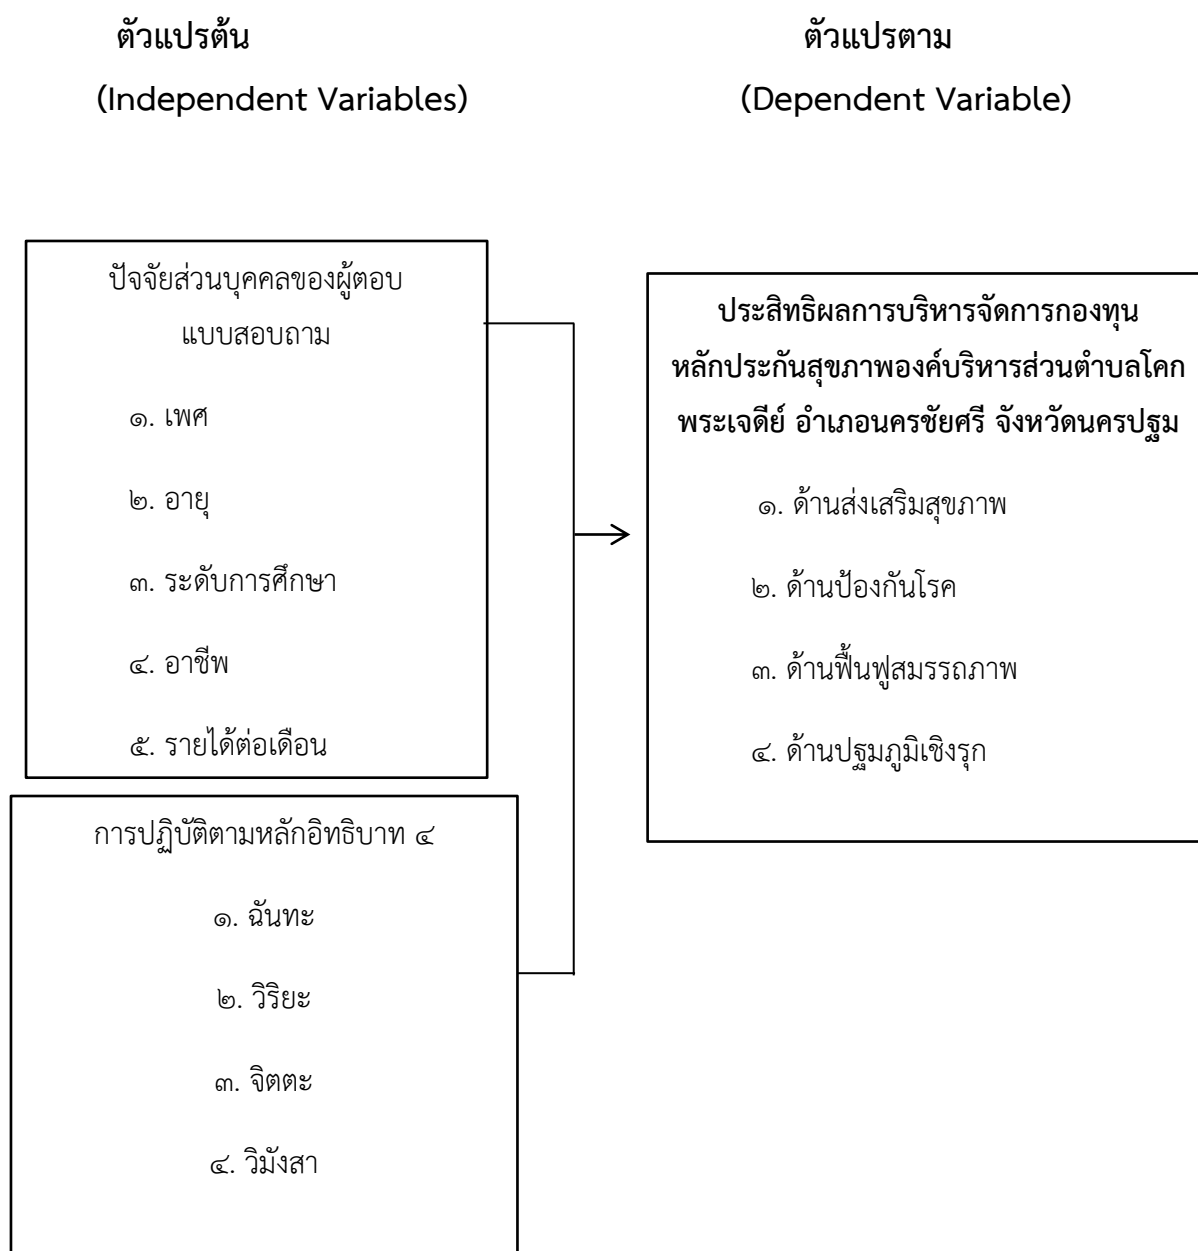 ตัวแปรต้น
(Independent Variables)
ตัวแปรตาม
(Dependent Variable)
ปัจจัยส่วนบุคคลของผู้ตอบ
แบบสอบถาม
๑. เพศ
๒. อายุ
๓. ระดับการศึกษา
๔. อาชีพ
๕. รายได้ต่อเดือน
การปฏิบัติตามหลักอิทธิบาท ๔
๑. ฉันทะ
๒. วิริยะ
๓. จิตตะ
๔. วิมังสา
ประสิทธิผลการบริหารจัดการกองทุน
หลักประกันสุขภาพองค์บริหารส่วนตำบลโคก
พระเจดีย์ อำเภอนครชัยศรี จังหวัดนครปฐม
๑. ด้านส่งเสริมสุขภาพ
๒. ด้านป้องกันโรค
๓. ด้านฟื้นฟูสมรรถภาพ
๔. ด้านปฐมภูมิเชิงรุก